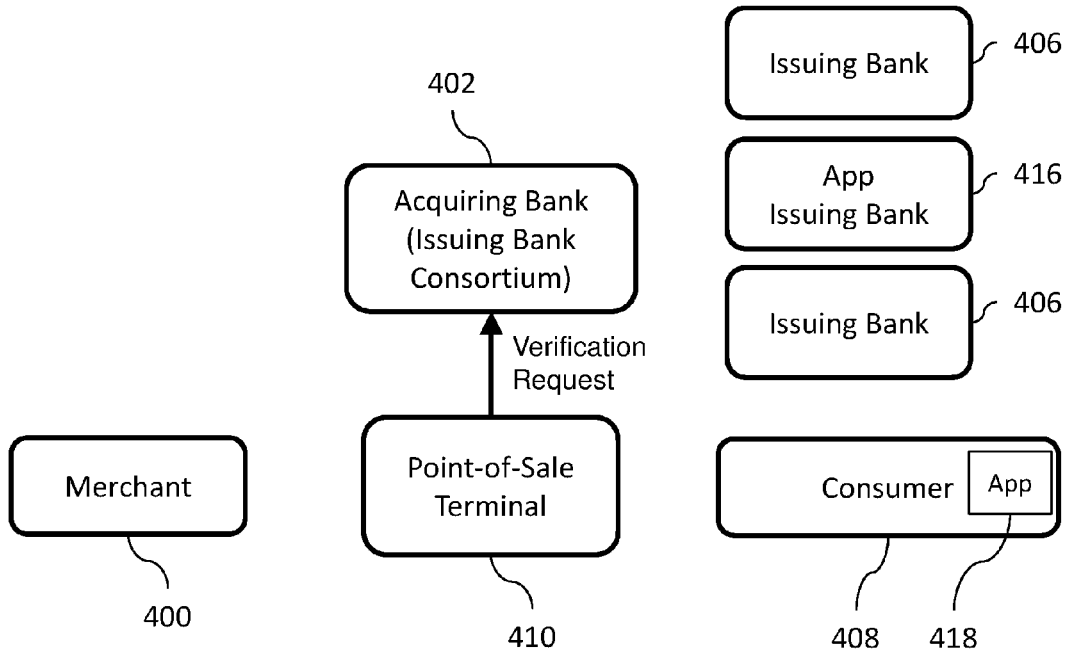 Issuing Bank
406
402
App
Issuing Bank
416
Acquiring Bank
(Issuing Bank
Consortium)
Issuing Bank
406
Verification
Request
Merchant
Point-of-Sale
Terminal
Consumer
App
400
410
408
418